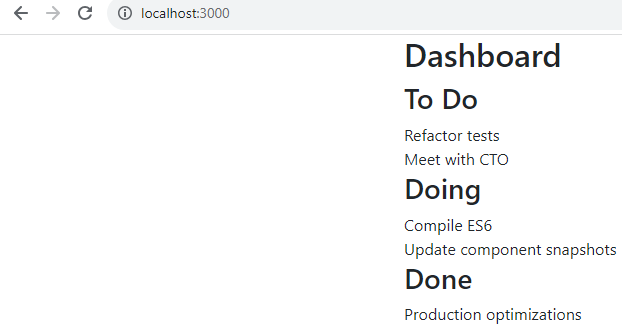 localhost:3000
Dashboard
To Do
Refactor tests
Meet with CTO
Doing
Compile ES6
Update component snapshots
Done
Production optimizations